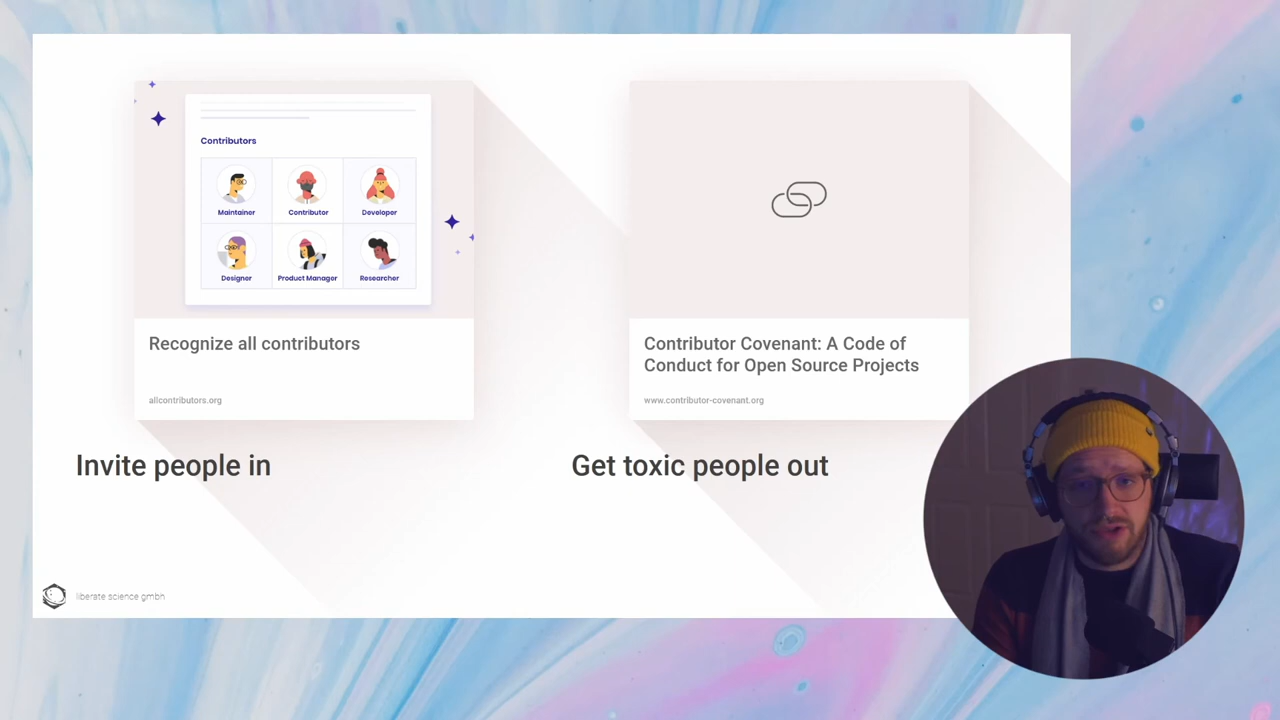 Contributors
Maintainer
Contributor
Developer
Designer
Product Manager
Researcher
Recognize all contributors
allcontributors.org
Invite people in
Contributor Covenant: A Code of
Conduct for Open Source Projects
www.contributor-covenant.org
Get toxic people out
liberate science gmbh